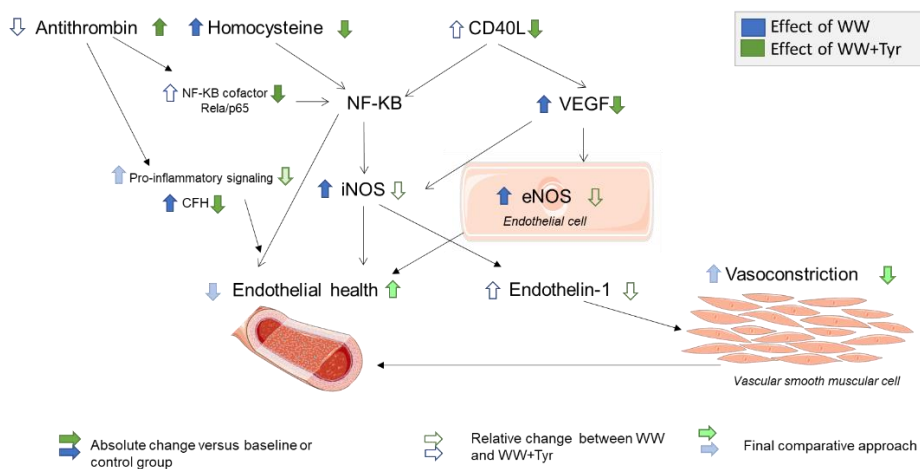 Antithrombin
Homocysteine
CD40L
Effect of WW
Effect of WW+Tyr
NF-KB cofactor
Rela/p65
NF-KB
VEGF
Pro-inflammatory signaling
CFH
iNOS
eNOS
Endothelial cell
Endothelial health
Endothelin-1
Vasoconstriction
Vascular smooth muscular cell
Absolute change versus baseline or
control group
Relative change between WW
and WW+Tyr
Final comparative approach